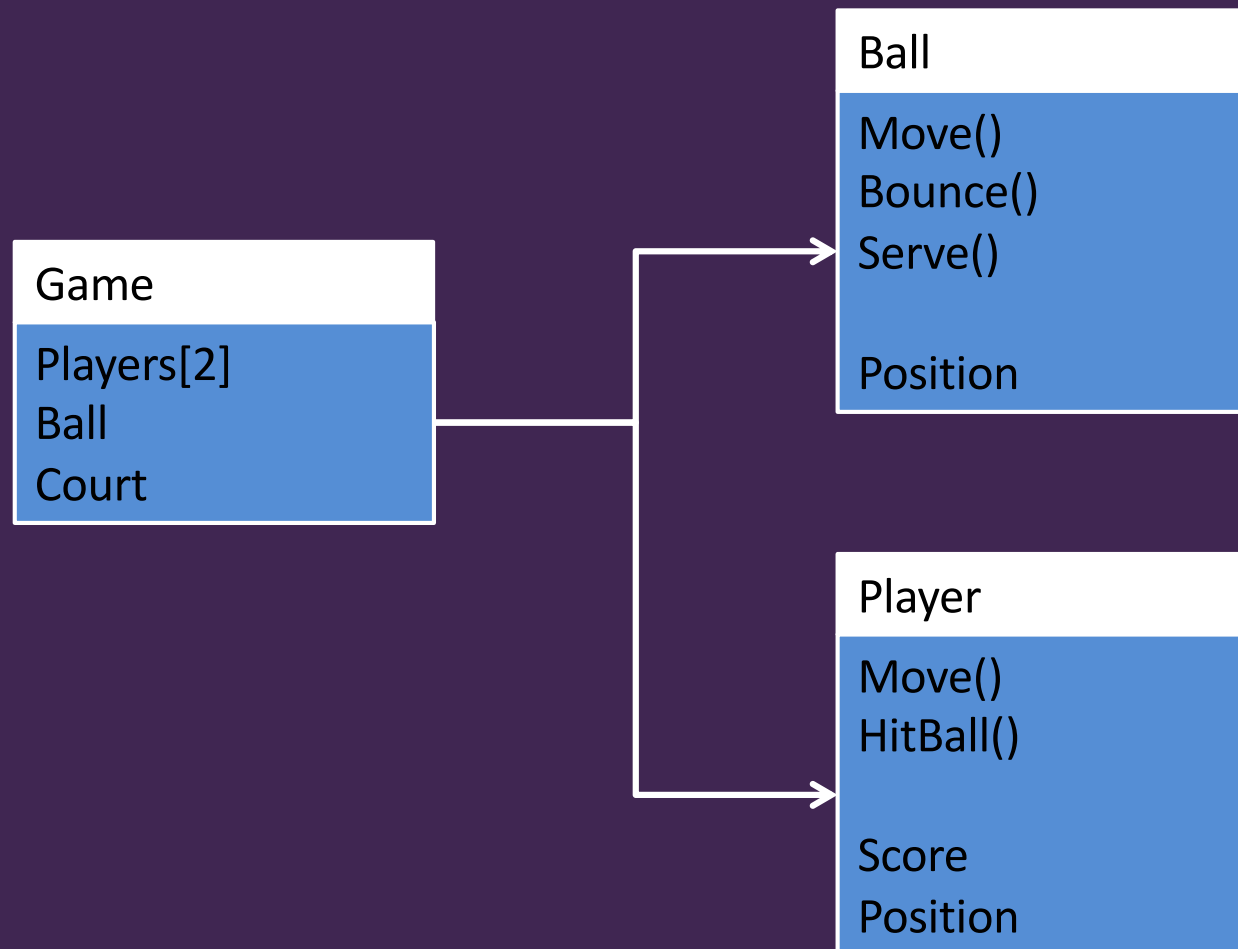 Game
Players[2]
Ball
Court
Ball
Move()
Bounce()
Serve()
Position
Player
Move()
HitBall()
Score
Position